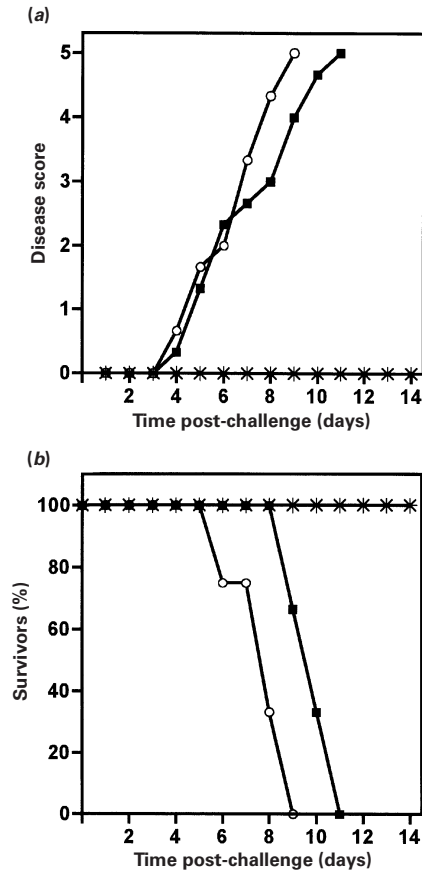 (a)
5
4
3
2
1
0
Disease score
2 4 6 8 10 12 14
Time post-challenge (days)
(b)
100
80
60
40
20
0
Survivors (%)
2 4 6 8 10 12 14
Time post-challenge (days)